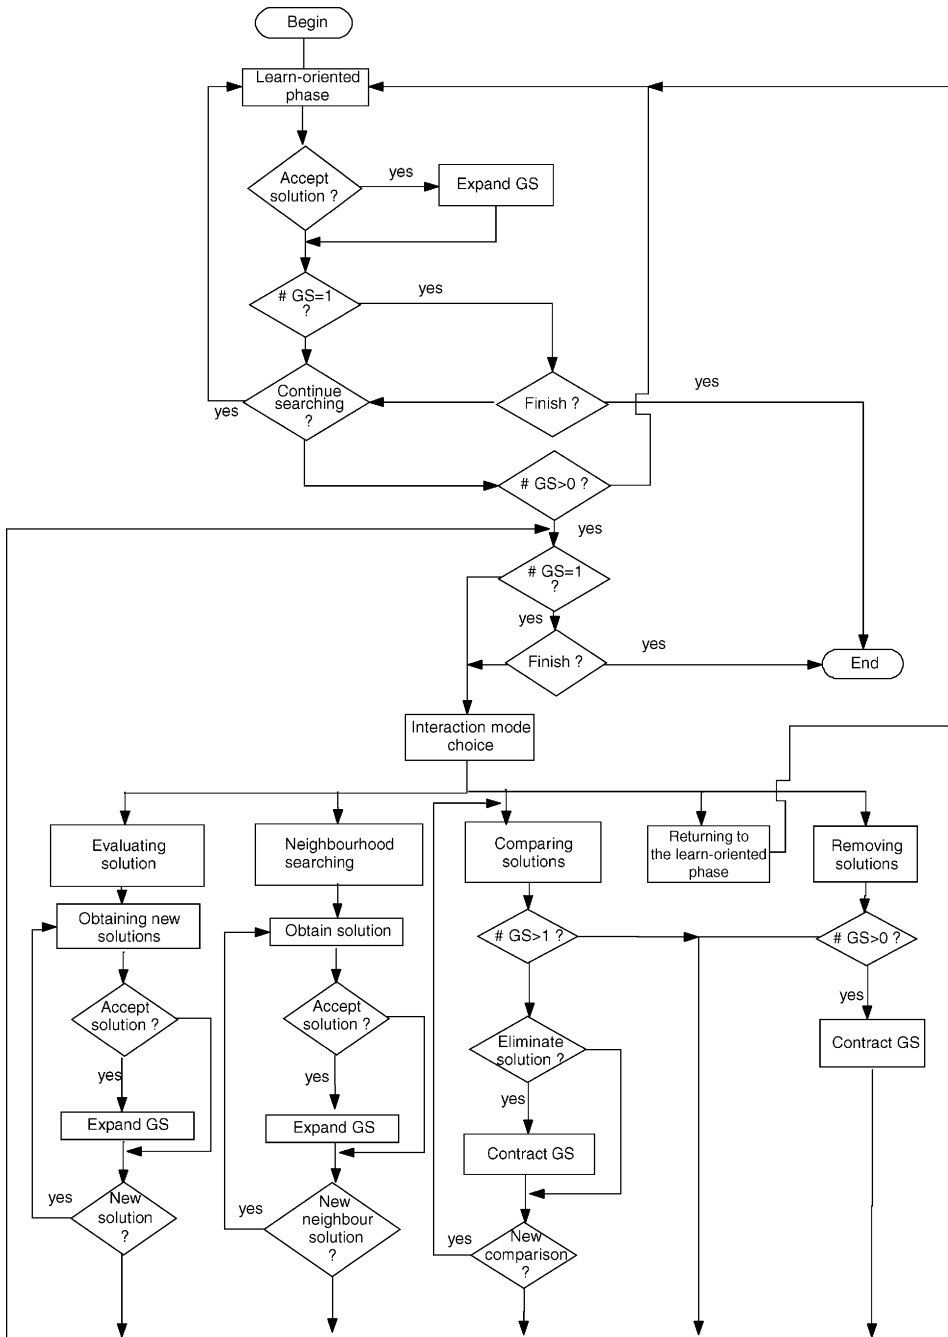 Begin
Learn-oriented
phase
Accept
solution ?
yes
Expand GS
# GS=1
?
yes
Continue
searching
?
yes
Finish ?
yes
# GS>0 ?
yes
# GS=1
?
yes
Finish ?
yes
End
Interaction mode
choice
Evaluating
solution
Neighbourhood
searching
Comparing
solutions
Returning to
the learn-oriented
phase
Removing
solutions
Obtaining new
solutions
Obtain solution
# GS>1 ?
# GS>0 ?
Accept
solution ?
Accept
solution ?
Eliminate
solution ?
yes
Contract GS
yes
yes
yes
Expand GS
Expand GS
Contract GS
New
solution
?
yes
New
neighbour
solution
?
yes
New
comparison
?
yes